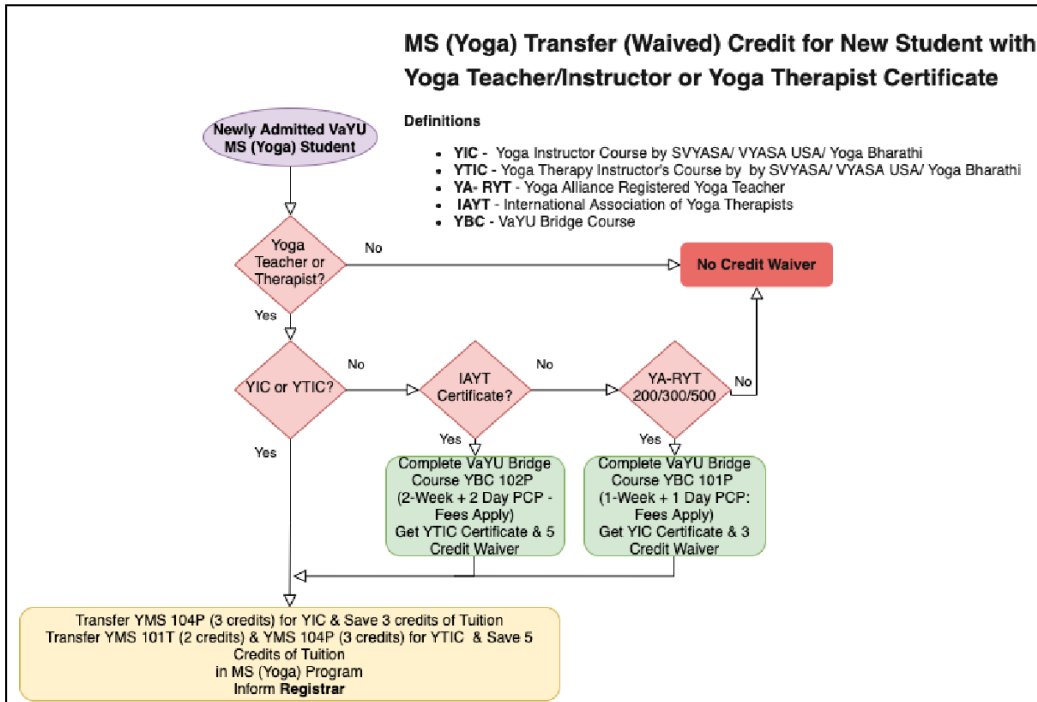 MS (Yoga) Transfer (Waived) Credit for New Student with
Yoga Teacher/Instructor or Yoga Therapist Certificate
Newly Admitted VaYU
MS (Yoga) Student
Definitions
• YIC - Yoga Instructor Course by SVYASA/ VYASA USA/ Yoga Bharathi
• YTIC - Yoga Therapy Instructor's Course by by SVYASA/ VYASA USA/ Yoga Bharathi
• YA- RYT - Yoga Alliance Registered Yoga Teacher
• IAYT - International Association of Yoga Therapists
• YBC - VaYU Bridge Course
Yoga
Teacher or
Therapist?
No
No Credit Waiver
Yes
YIC or YTIC?
No
IAYT
Certificate?
No
YA-RYT
200/300/500
No
Yes
Yes
Yes
Complete VaYU Bridge
Course YBC 102P
(2-Week + 2 Day PCP -
Fees Apply)
Get YTIC Certificate & 5
Credit Waiver
Complete VaYU Bridge
Course YBC 101P
(1-Week + 1 Day PCP:
Fees Apply)
Get YIC Certificate & 3
Credit Waiver
Transfer YMS 104P (3 credits) for YIC & Save 3 credits of Tuition
Transfer YMS 101T (2 credits) & YMS 104P (3 credits) for YTIC & Save 5
Credits of Tuition
in MS (Yoga) Program
Inform Registrar